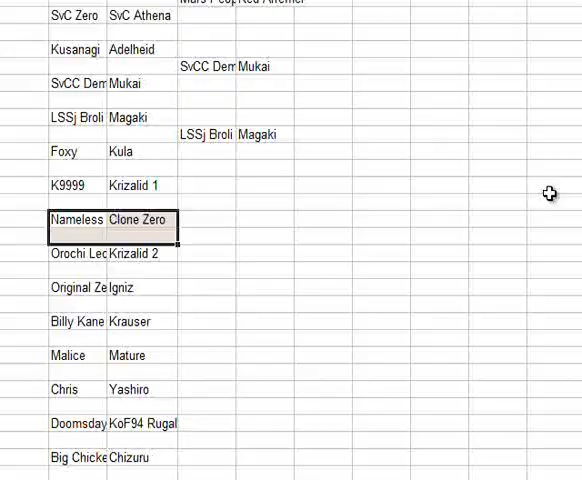 SvC Zero SvC Athena
Kusanagi Adelheid
SvCC Dem Mukai
SvCC Dem Mukai
LSSj Broli Magaki
LSSj Broli Magaki
Foxy Kula
K9999 Krizalid 1
Nameless Clone Zero
Orochi Lec Krizalid 2
Original Ze Igniz
Billy Kane Krauser
Malice Mature
Chris Yashiro
Doomsday KoF94 Rugal
Big Chicke Chizuru